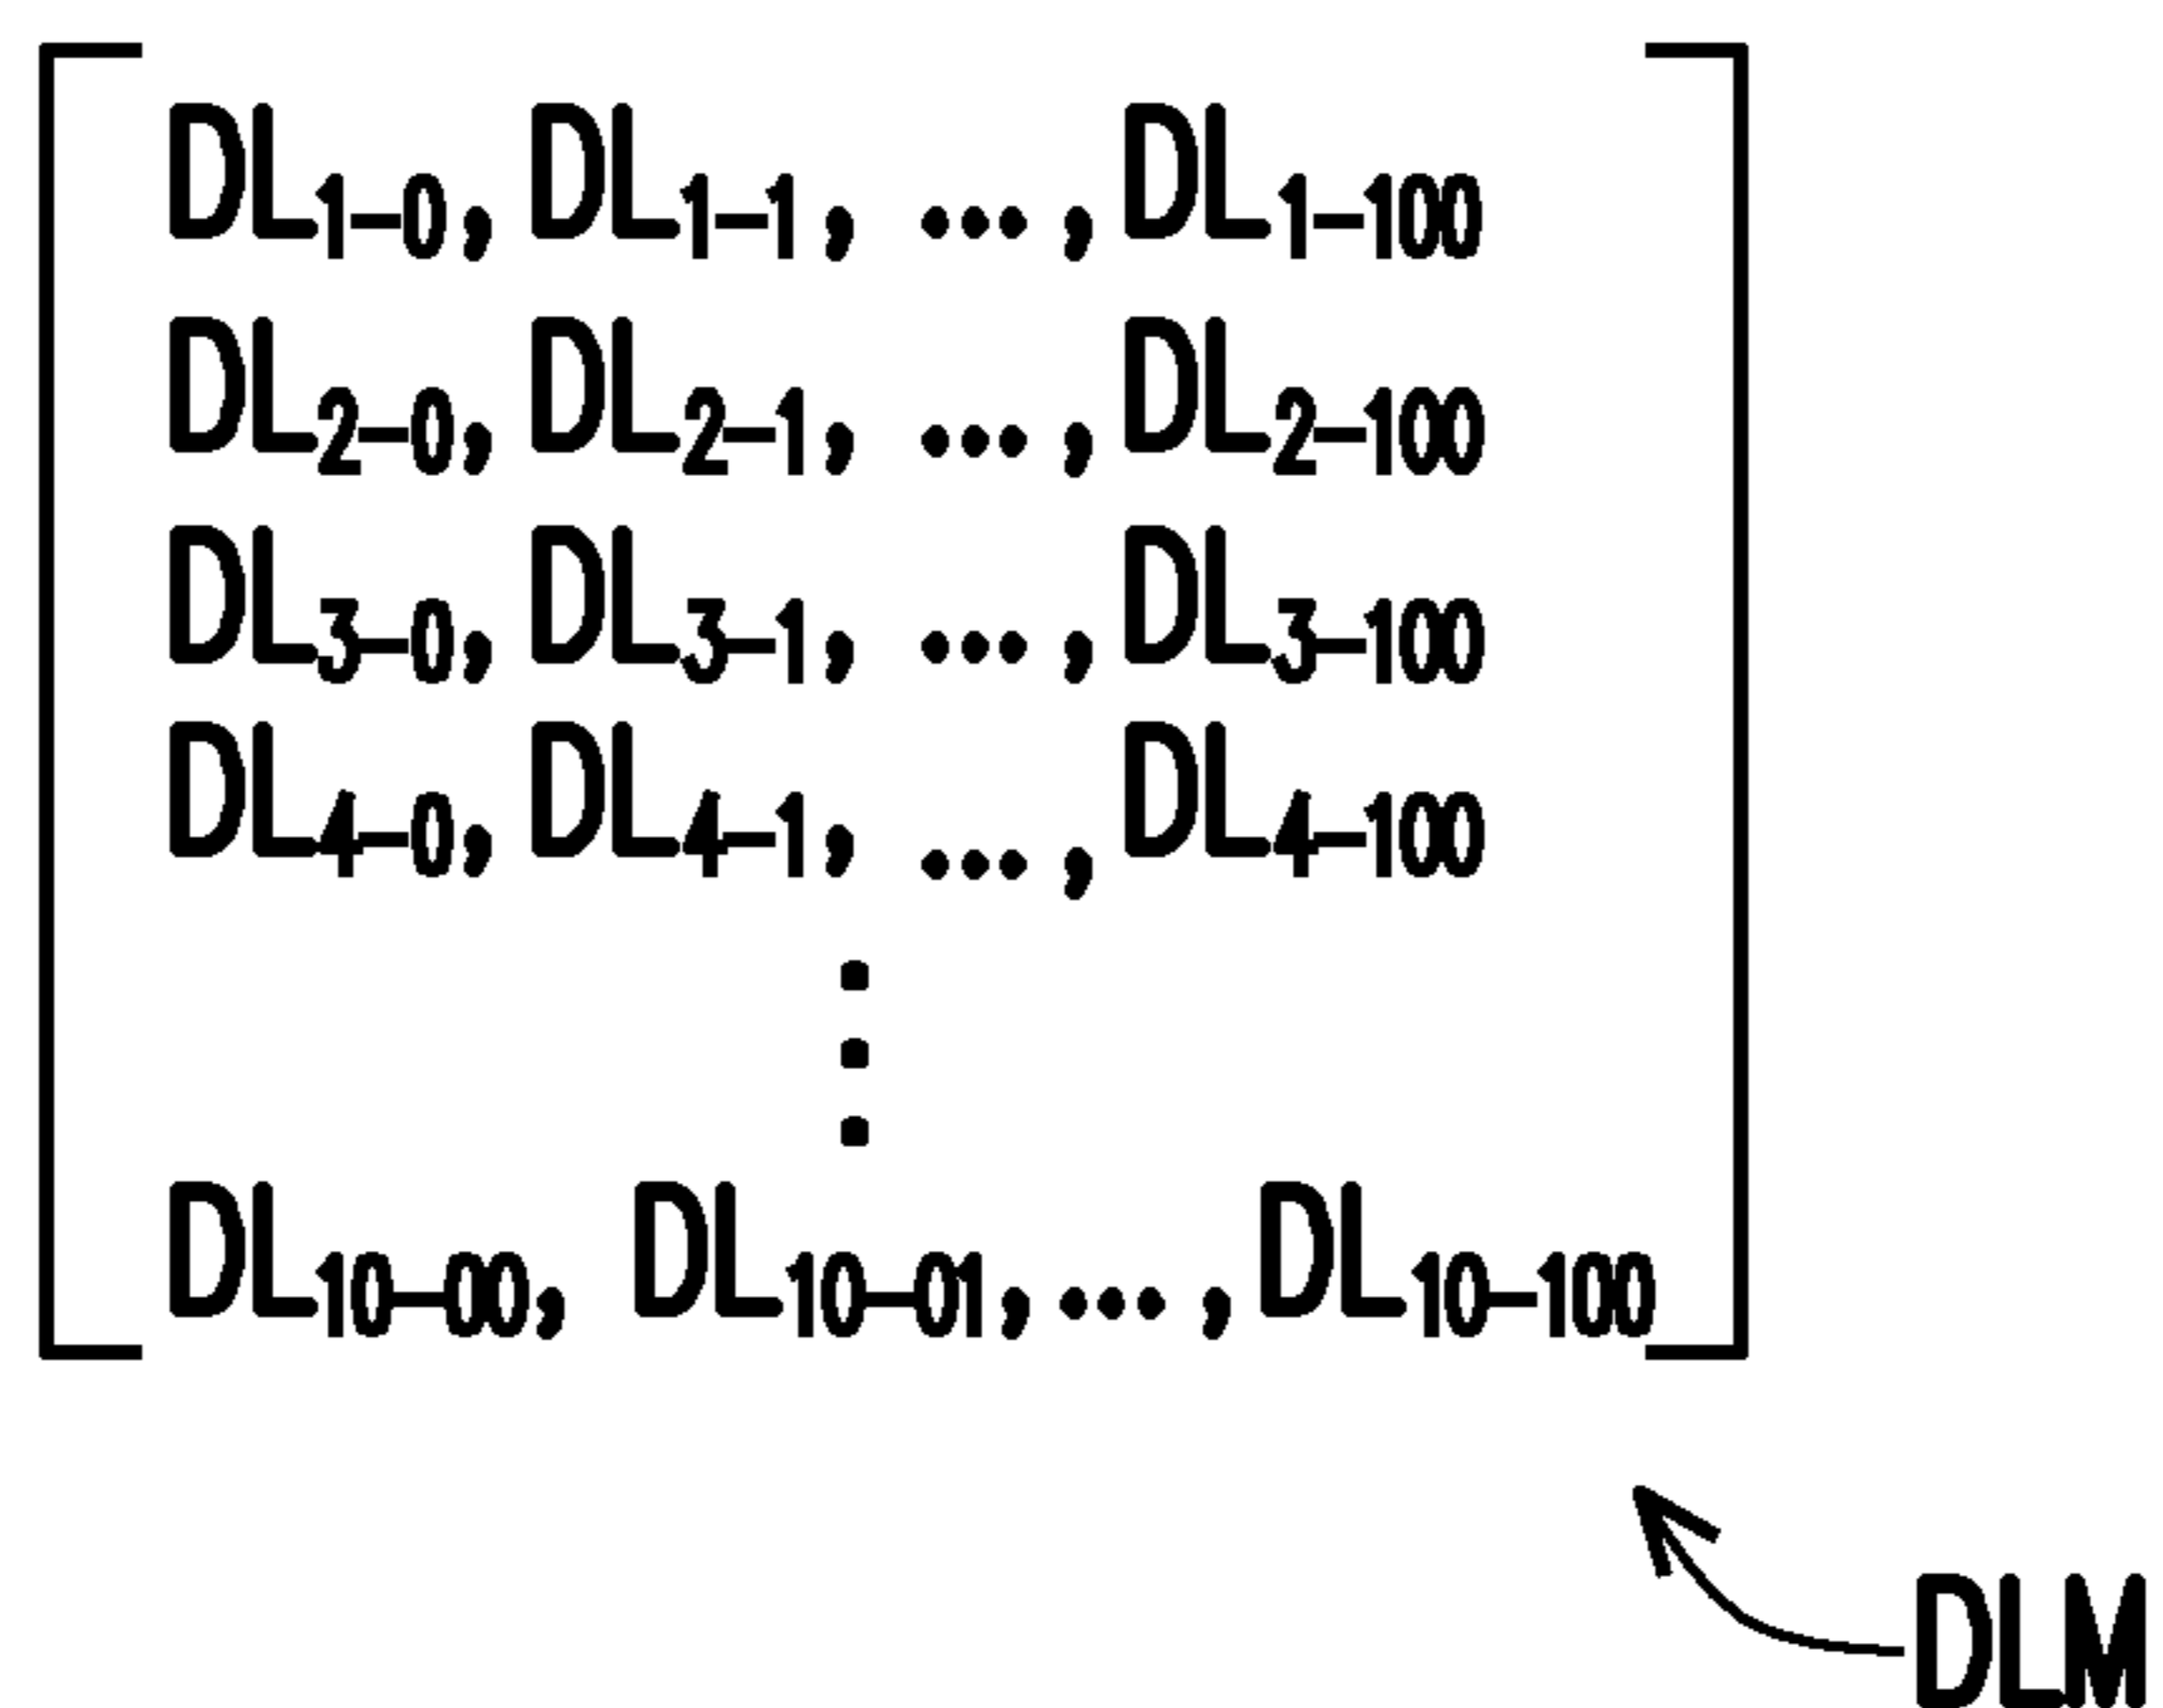 DL1-0, DL1-1, ..., DL1-100
DL2-0, DL2-1, ..., DL2-100
DL3-0, DL3-1, ..., DL3-100
DL4-0, DL4-1, ..., DL4-100
DL10-00, DL10-01, ..., DL10-100
DLM